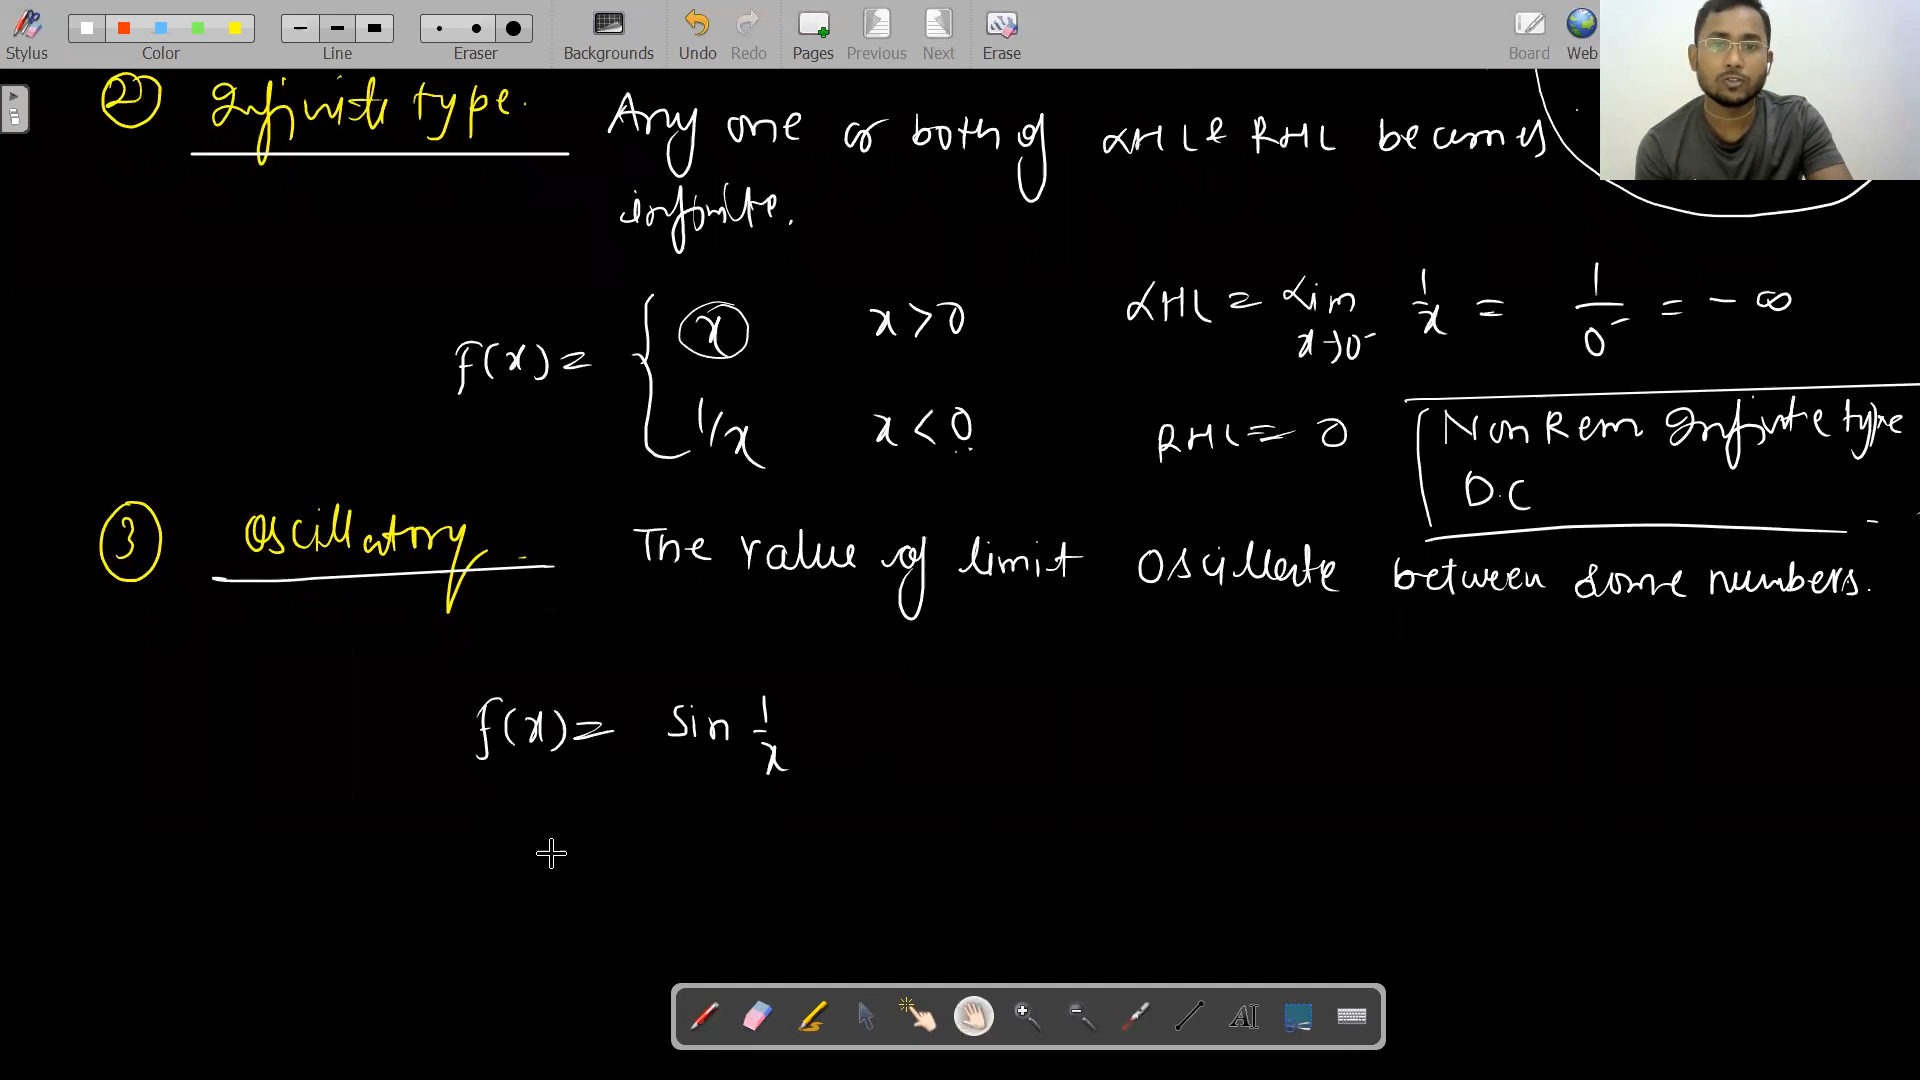 Stylus Color Line Eraser Backgrounds Undo Redo Pages Previous Next Erase Board Web
② Infinite type. Any one or both of LHL & RHL becomes
infinite.
f(x) = { x x > 0
1/x x < 0
LHL = Lim x→0⁻ 1/x = 1/0⁻ = - ∞
RHL = 0
Non Rem Infinite type
D.C
③ Oscillatory The value of limit Oscillate between some numbers.
f(x) = Sin 1/x
AI